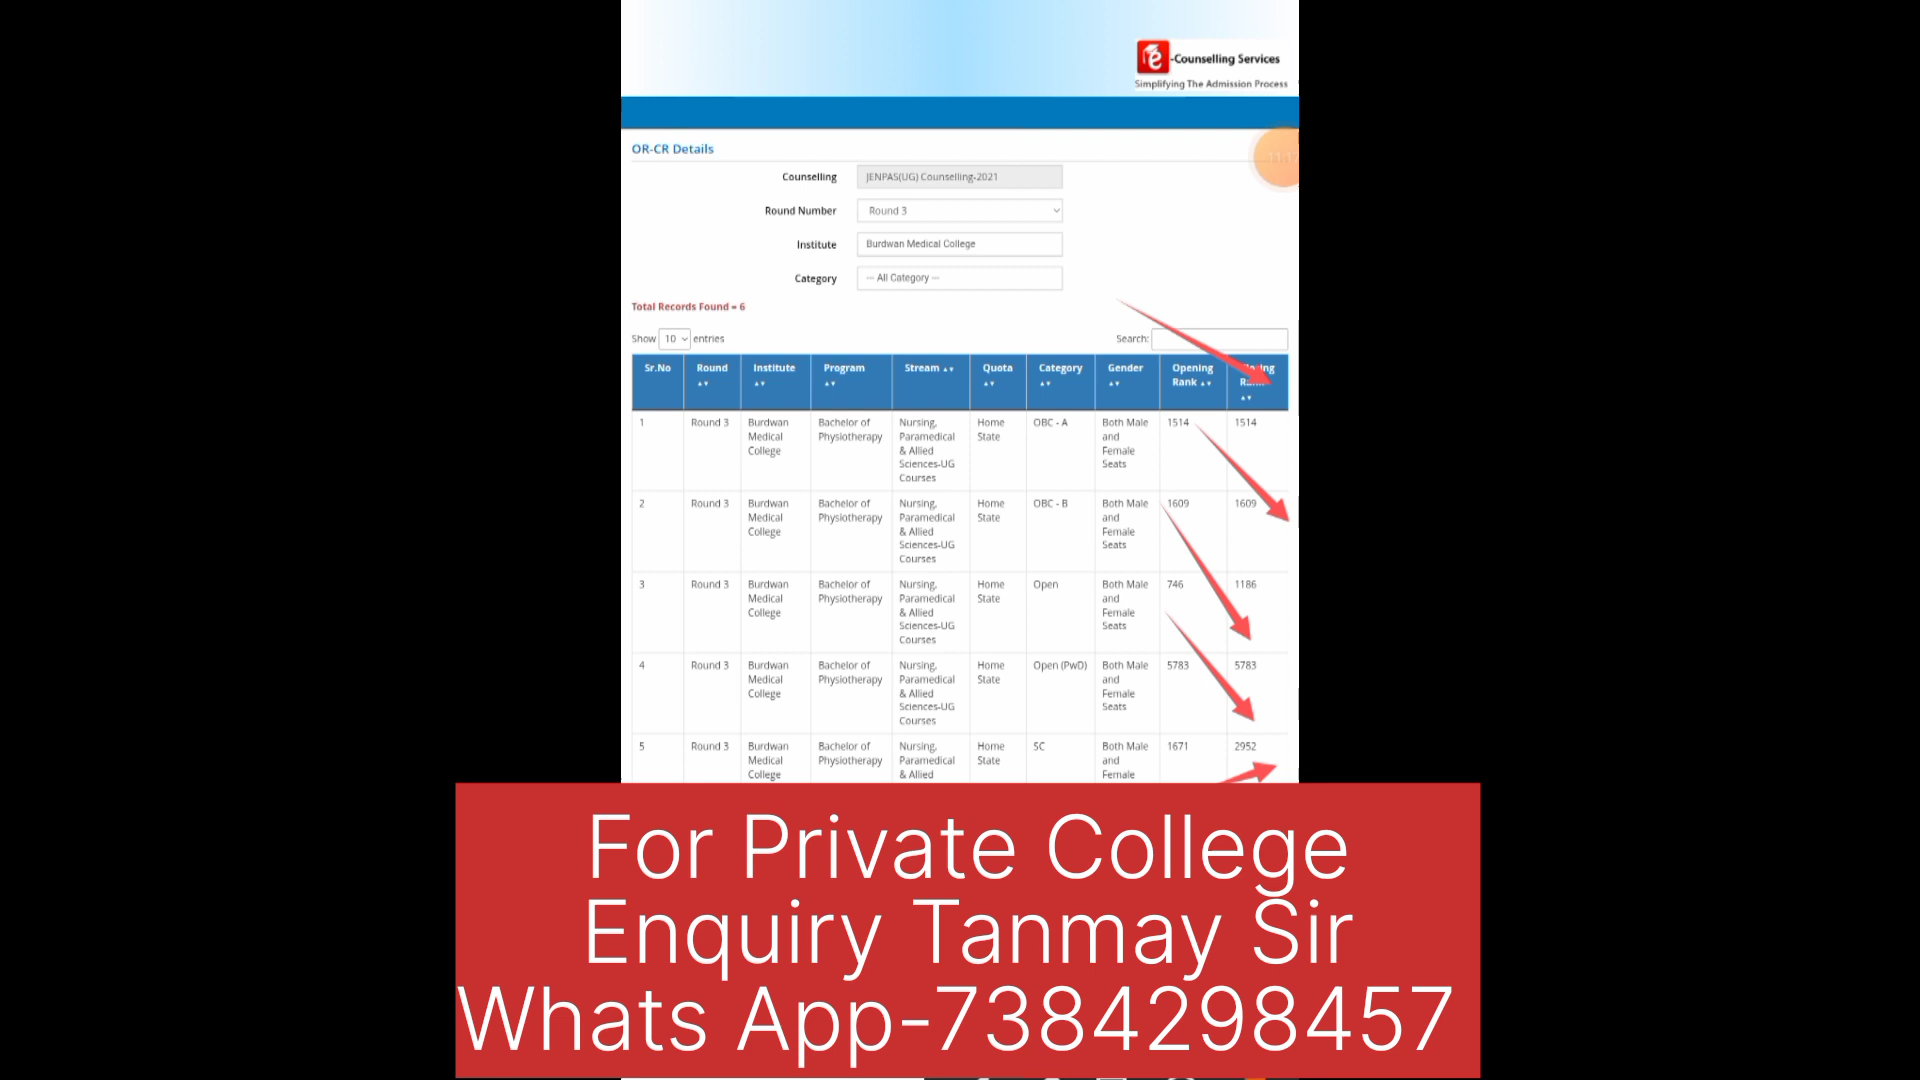 -Counselling Services
Simplifying The Admission Process
OR-CR Details
Counselling JENPAS(UG) Counselling-2021
Round Number Round 3
Institute Burdwan Medical College
Category --- All Category ---
Total Records Found = 6
Show 10 entries Search:
Sr.No Round Institute Program Stream Quota Category Gender Opening
Rank
1 Round 3 Burdwan Bachelor of Nursing, Home OBC - A Both Male 1514 1514
Medical Physiotherapy Paramedical State and
College & Allied Female
Sciences-UG Seats
Courses
2 Round 3 Burdwan Bachelor of Nursing, Home OBC - B Both Male 1609 1609
Medical Physiotherapy Paramedical State and
College & Allied Female
Sciences-UG Seats
Courses
3 Round 3 Burdwan Bachelor of Nursing, Home Open Both Male 746 1186
Medical Physiotherapy Paramedical State and
College & Allied Female
Sciences-UG Seats
Courses
4 Round 3 Burdwan Bachelor of Nursing, Home Open (PwD) Both Male 5783 5783
Medical Physiotherapy Paramedical State and
College & Allied Female
Sciences-UG Seats
Courses
5 Round 3 Burdwan Bachelor of Nursing, Home SC Both Male 1671 2952
Medical Physiotherapy Paramedical State and
College & Allied Female
For Private College
Enquiry Tanmay Sir
Whats App-7384298457